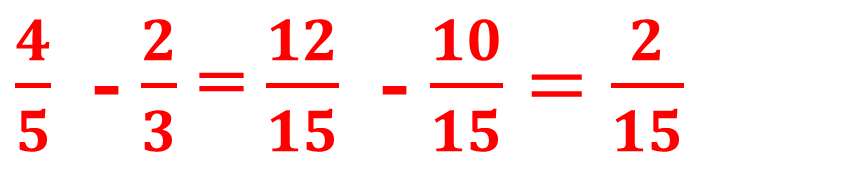 4/5 - 2/3 = 12/15 - 10/15 = 2/15